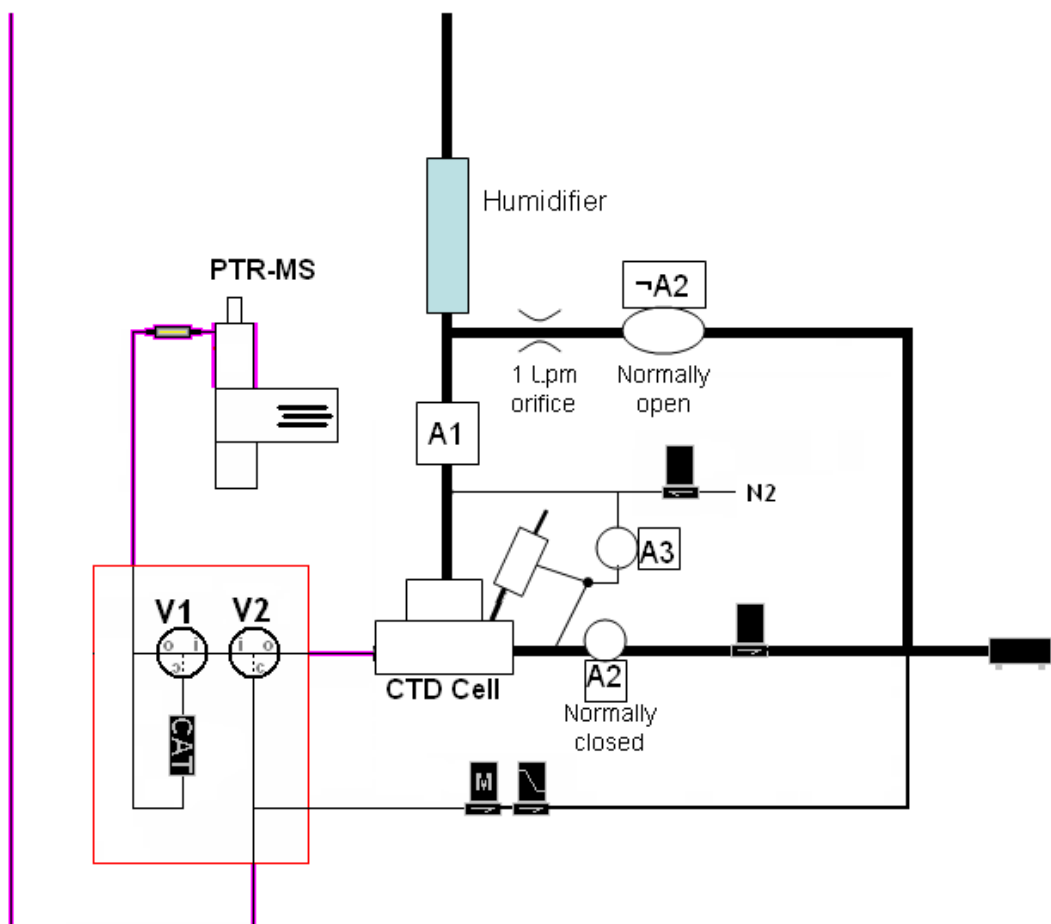 Humidifier
PTR-MS
¬A2
1 Lpm
orifice
Normally
open
A1
N2
A3
V1
V2
o i
i o
c
c
CTD Cell
A2
Normally
closed
CAT
M